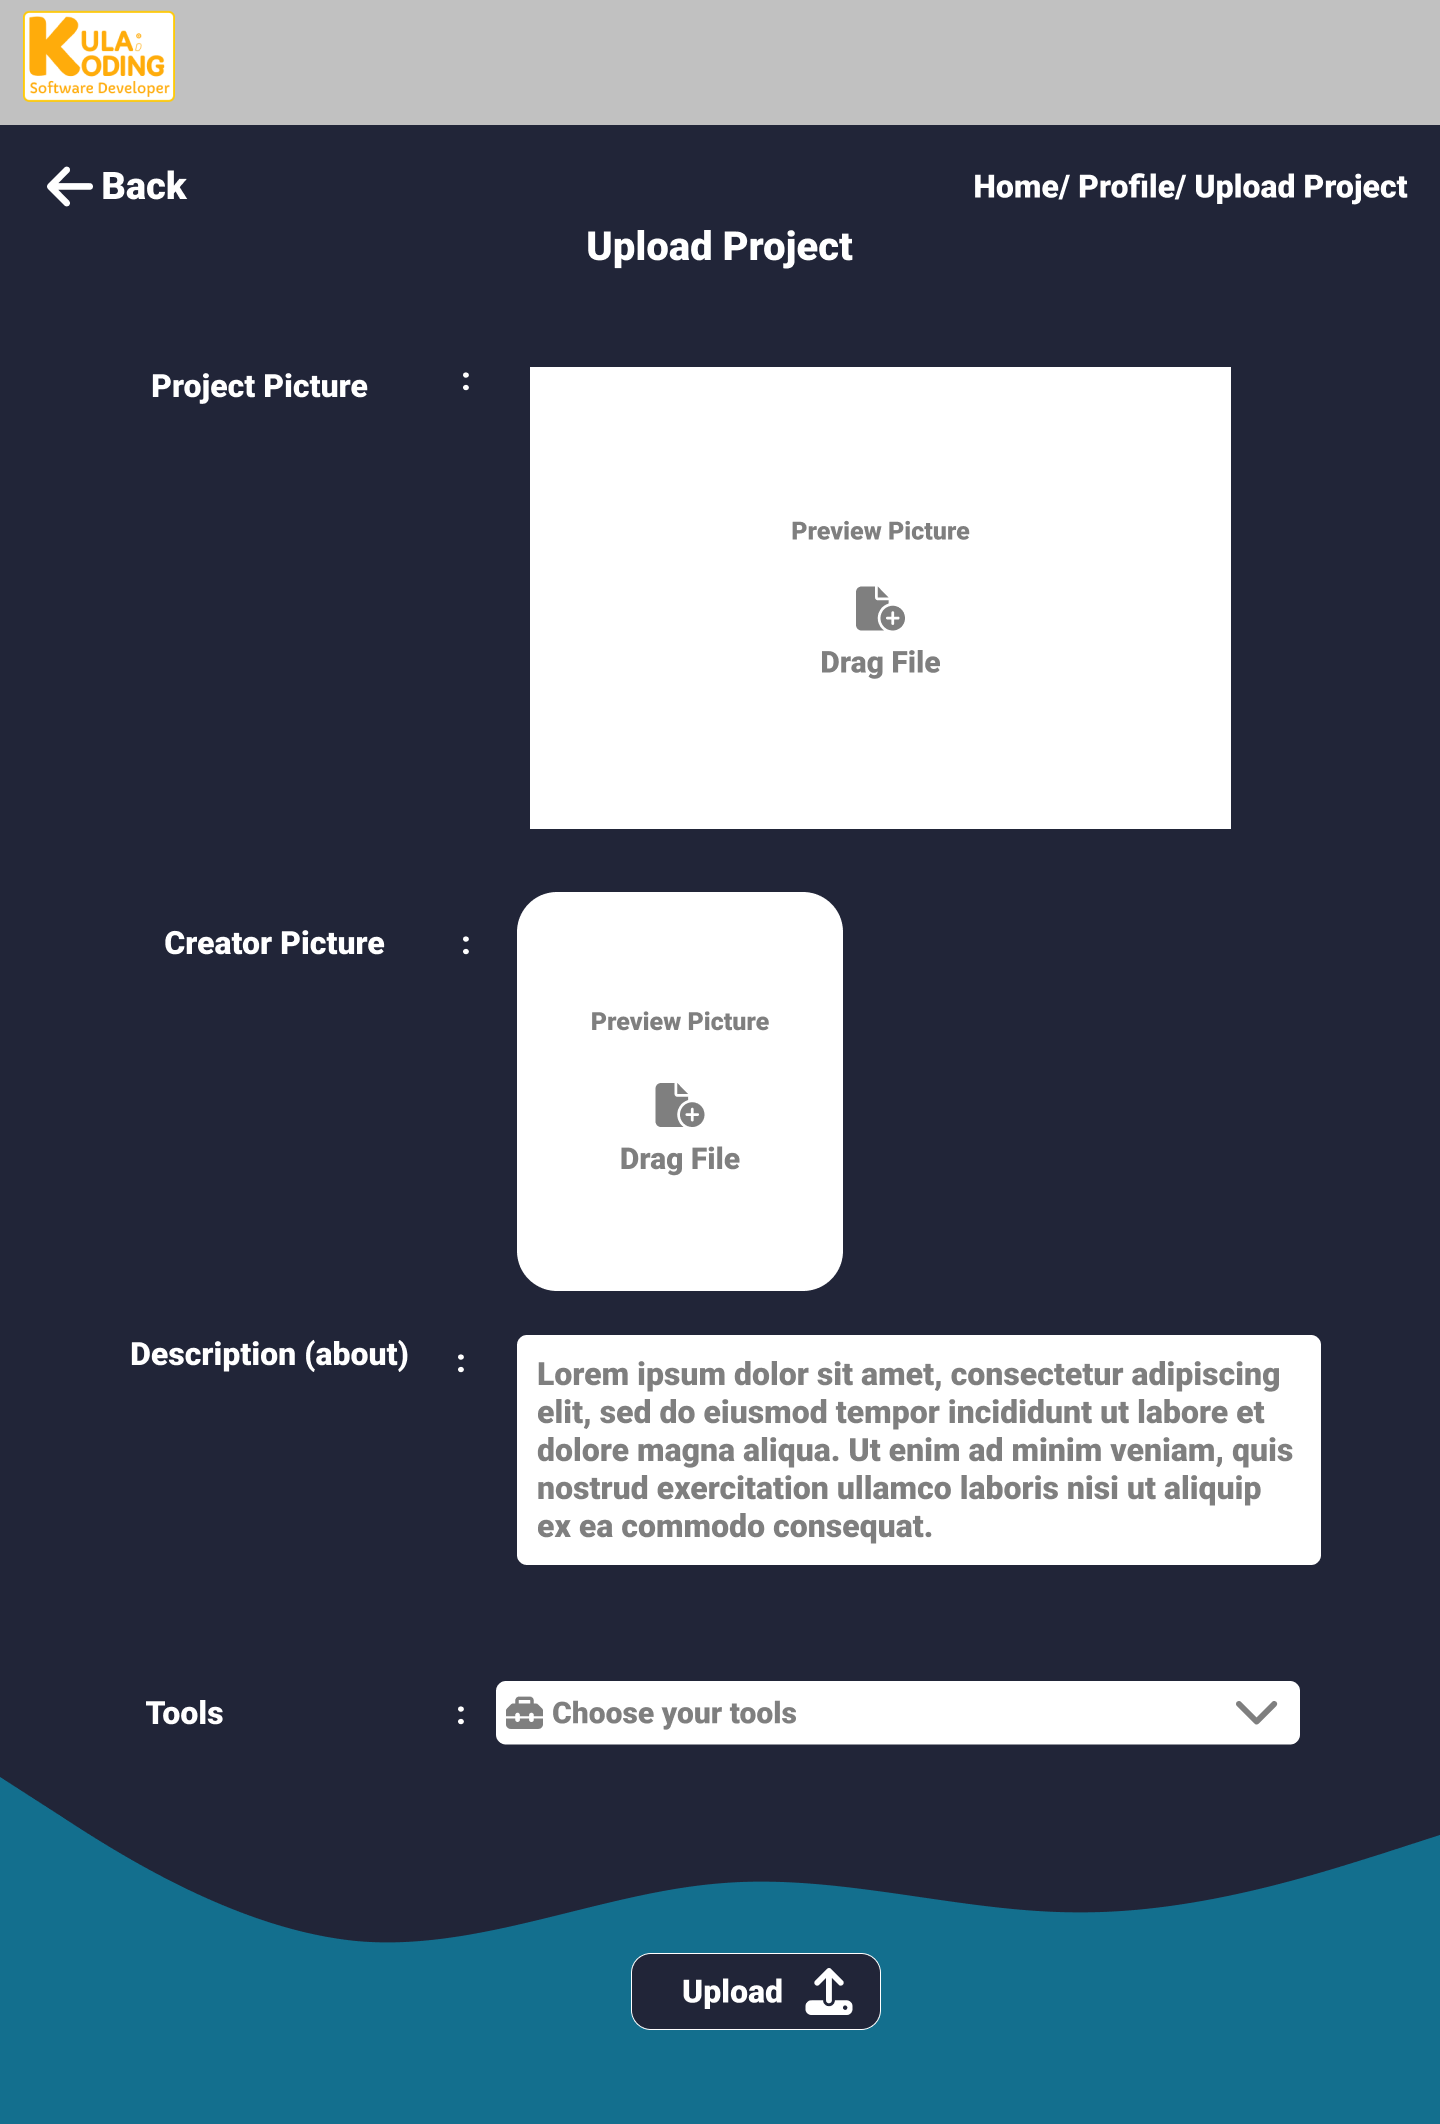 KULA
KODING
Software Developer
Back
Home/ Profile/ Upload Project
Upload Project
Project Picture :
Preview Picture
Drag File
Creator Picture :
Preview Picture
Drag File
Description (about) :
Lorem ipsum dolor sit amet, consectetur adipiscing
elit, sed do eiusmod tempor incididunt ut labore et
dolore magna aliqua. Ut enim ad minim veniam, quis
nostrud exercitation ullamco laboris nisi ut aliquip
ex ea commodo consequat.
Tools :
Choose your tools
Upload